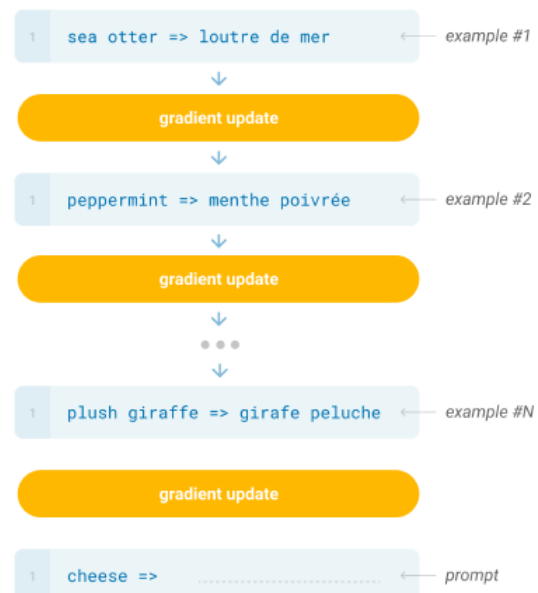 1 sea otter => loutre de mer example #1
gradient update
1 peppermint => menthe poivrée example #2
gradient update
1 plush giraffe => girafe peluche example #N
gradient update
1 cheese => prompt